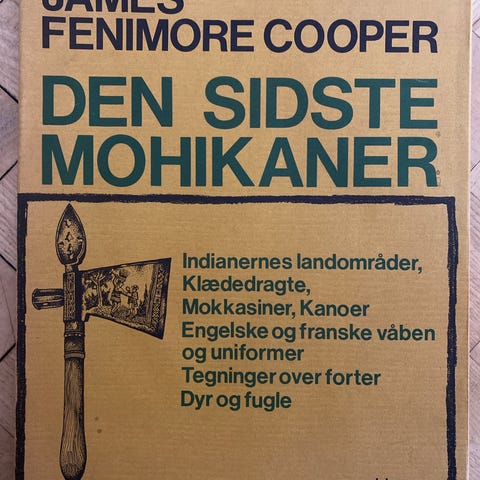 JAMES
FENIMORE COOPER
DEN SIDSTE
MOHIKANER
Indianernes landområder,
Klædedragte,
Mokkasiner, Kanoer
Engelske og franske våben
og uniformer
Tegninger over forter
Dyr og fugle